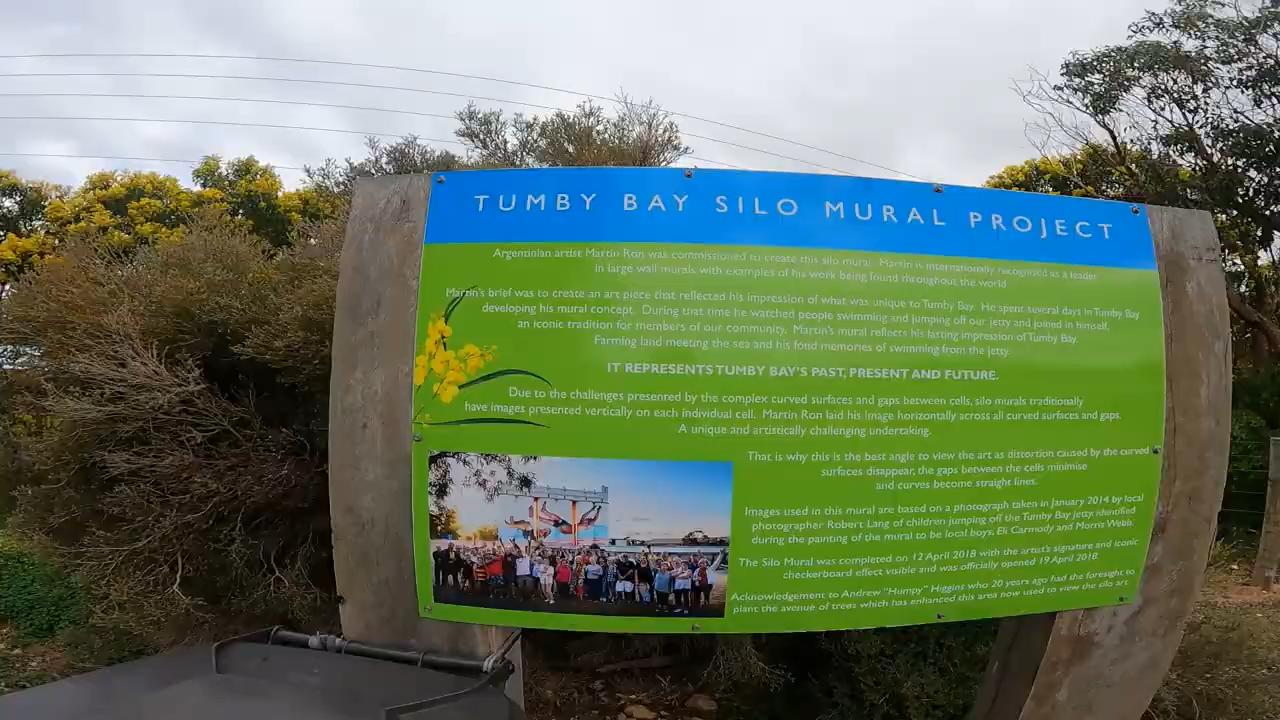 TUMBY BAY SILO MURAL PROJECT
Argentinian artist Martin Ron was commissioned to create this silo mural. Martin is internationally recognised as a leader
in large wall murals with examples of his work being found throughout the world.
Martin's brief was to create an art piece that reflected his impression of what was unique to Tumby Bay. He spent several days in Tumby Bay
developing his mural concept. During that time he watched people swimming and jumping off our jetty and joined in himself,
an iconic tradition for members of our community. Martin's mural reflects his lasting impression of Tumby Bay.
Farming land meeting the sea and his fond memories of swimming from the jetty.
IT REPRESENTS TUMBY BAY'S PAST, PRESENT AND FUTURE.
Due to the challenges presented by the complex curved surfaces and gaps between cells, silo murals traditionally
have images presented vertically on each individual cell. Martin Ron laid his image horizontally across all curved surfaces and gaps.
A unique and artistically challenging undertaking.
That is why this is the best angle to view the art as distortion caused by the curved
surfaces disappear, the gaps between the cells minimise
and curves become straight lines.
Images used in this mural are based on a photograph taken in January 2014 by local
photographer Robert Lang of children jumping off the Tumby Bay jetty, identified
during the painting of the mural to be local boys, Eli Carmody and Morris Webb.
The Silo Mural was completed on 12 April 2018 with the artist's signature and iconic
checkerboard effect visible and was officially opened 19 April 2018.
Acknowledgement to Andrew "Humpy" Higgins who 20 years ago had the foresight to
plant the avenue of trees which has enhanced this area now used to view the silo art.